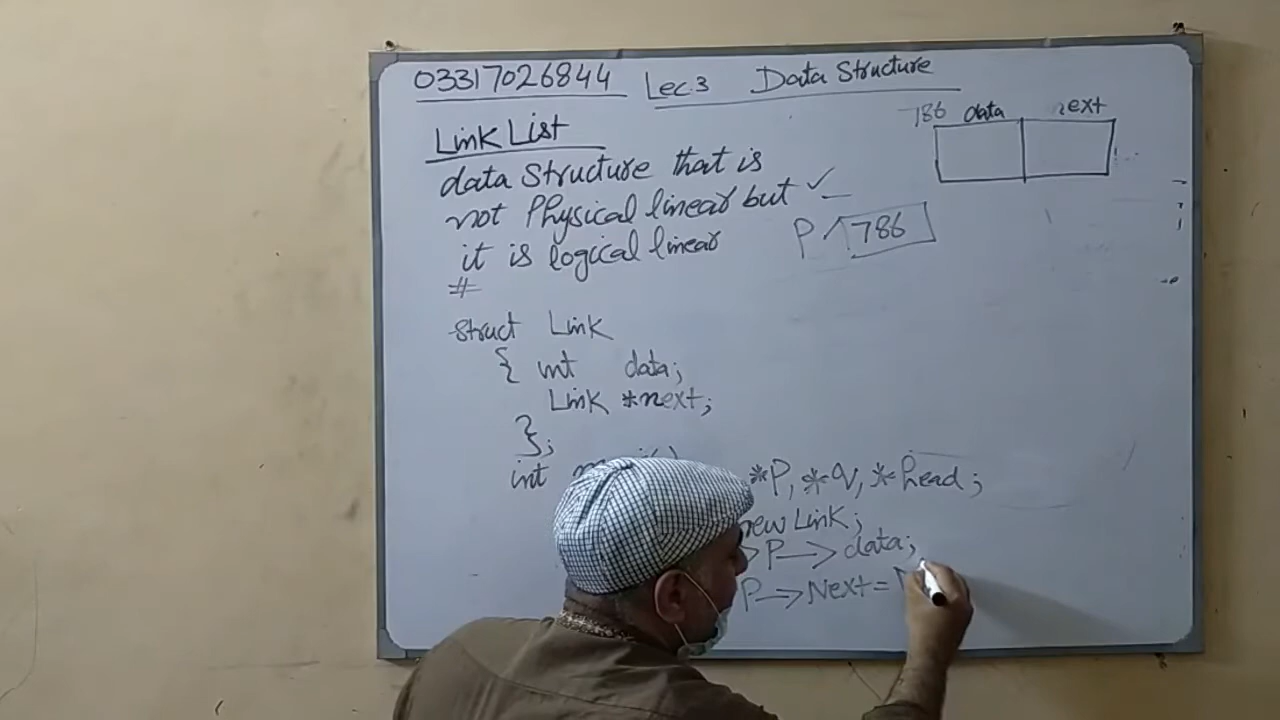 03317026844 Lec.3 Data Structure
Link List
data Structure that is
not Physical linear but ✓
it is logical linear
#
786 data next
P 786
struct Link
{ int data;
Link *next;
};
int
*P, *q, *head;
new Link;
P → data;
P → Next =